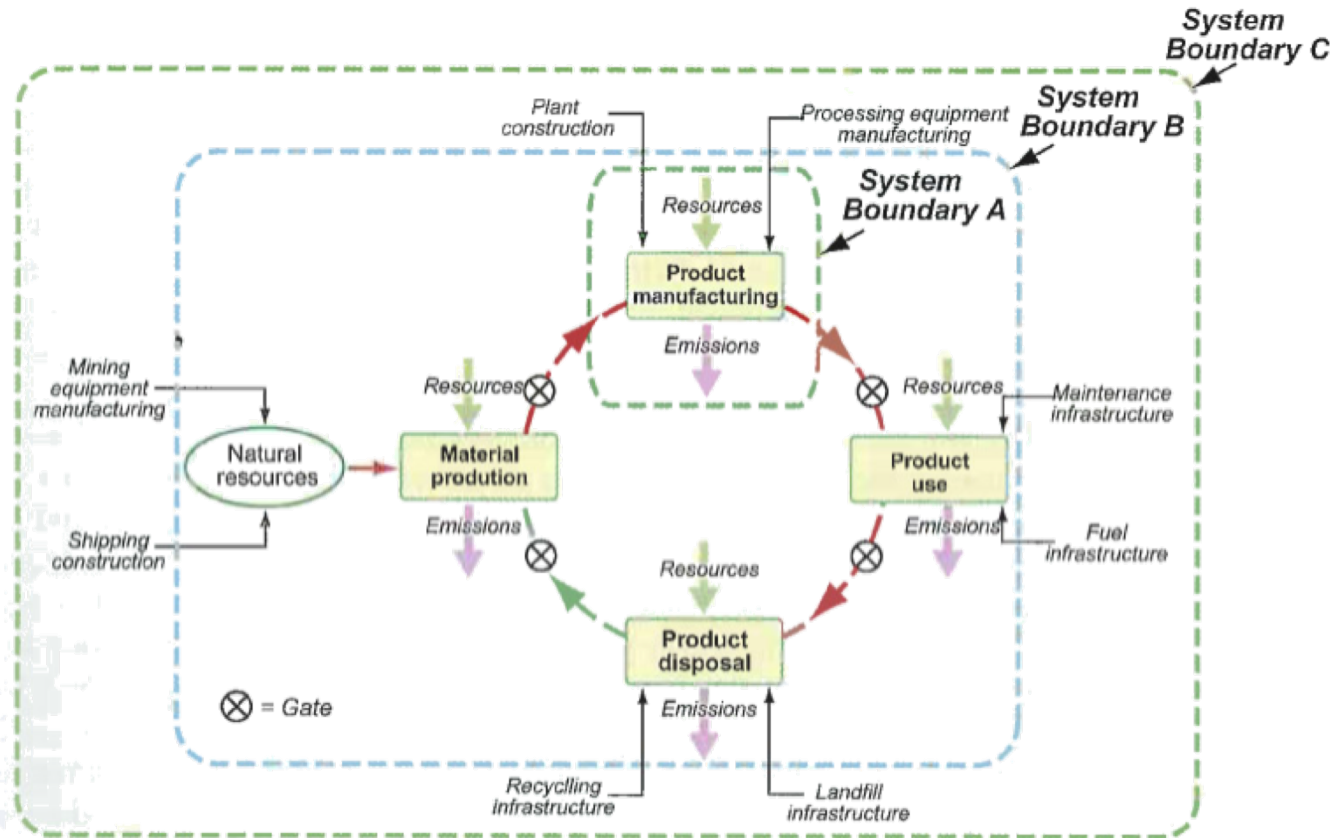 System
Boundary C
System
Boundary B
Plant
construction
Processing equipment
manufacturing
System
Boundary A
Resources
Product
manufacturing
Emissions
Mining
equipment
manufacturing
Resources
Resources
Maintenance
infrastructure
Natural
resources
Material
prodution
Product
use
Emissions
Emissions
Shipping
construction
Fuel
infrastructure
Resources
Product
disposal
= Gate
Emissions
Recyclling
infrastructure
Landfill
infrastructure